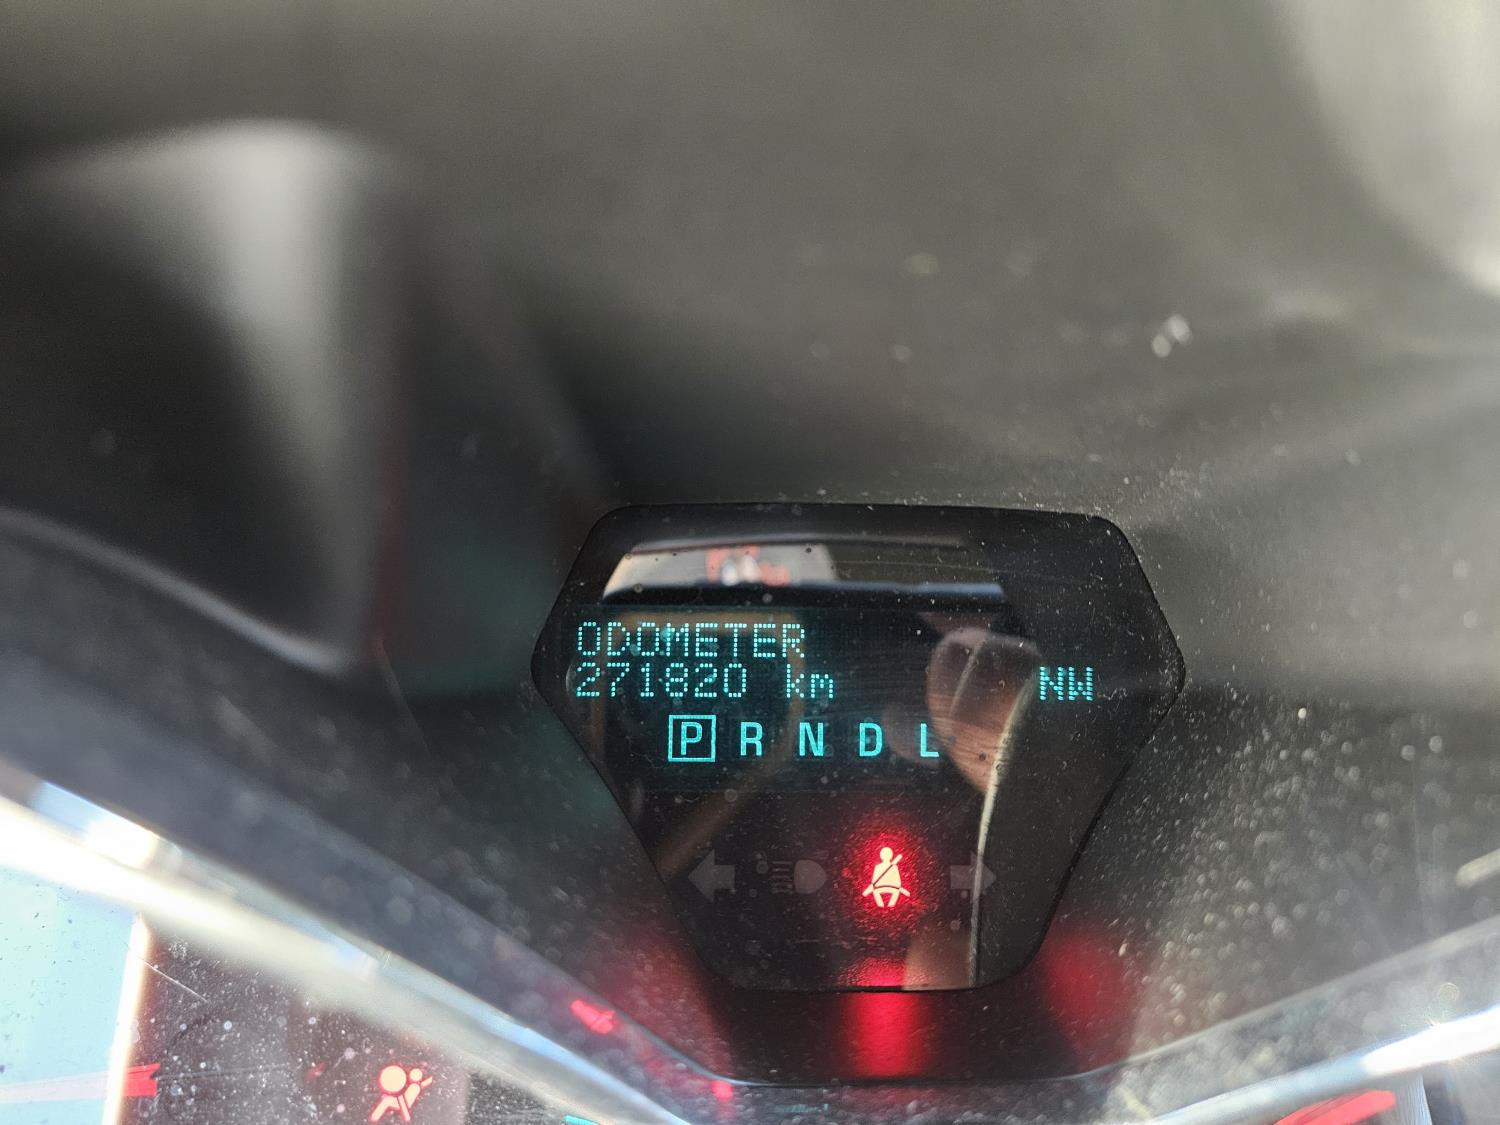 ODOMETER
271820 km NW
P R N D L